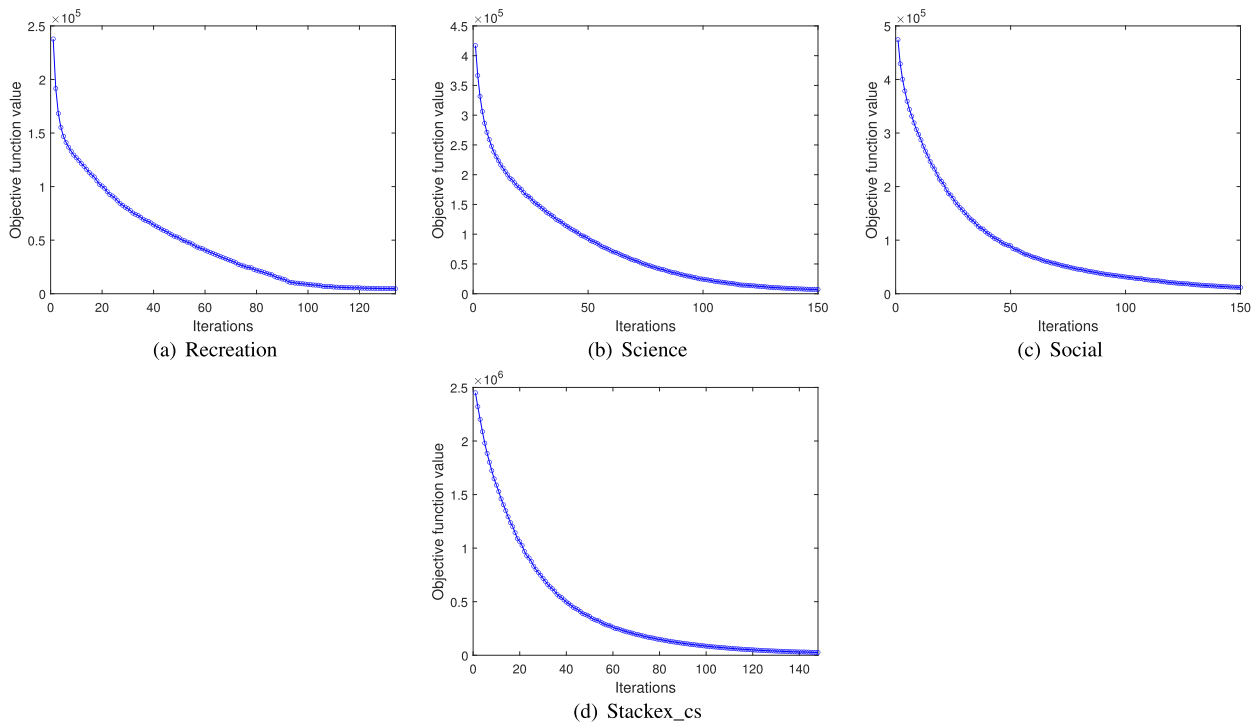 ×10^5
2.5
2
1.5
1
0.5
0
Objective function value
0 20 40 60 80 100 120
Iterations
(a) Recreation
×10^5
4.5
4
3.5
3
2.5
2
1.5
1
0.5
0
Objective function value
0 50 100 150
Iterations
(b) Science
×10^5
5
4
3
2
1
0
Objective function value
0 50 100 150
Iterations
(c) Social
×10^6
2.5
2
1.5
1
0.5
0
Objective function value
0 20 40 60 80 100 120 140
Iterations
(d) Stackex_cs